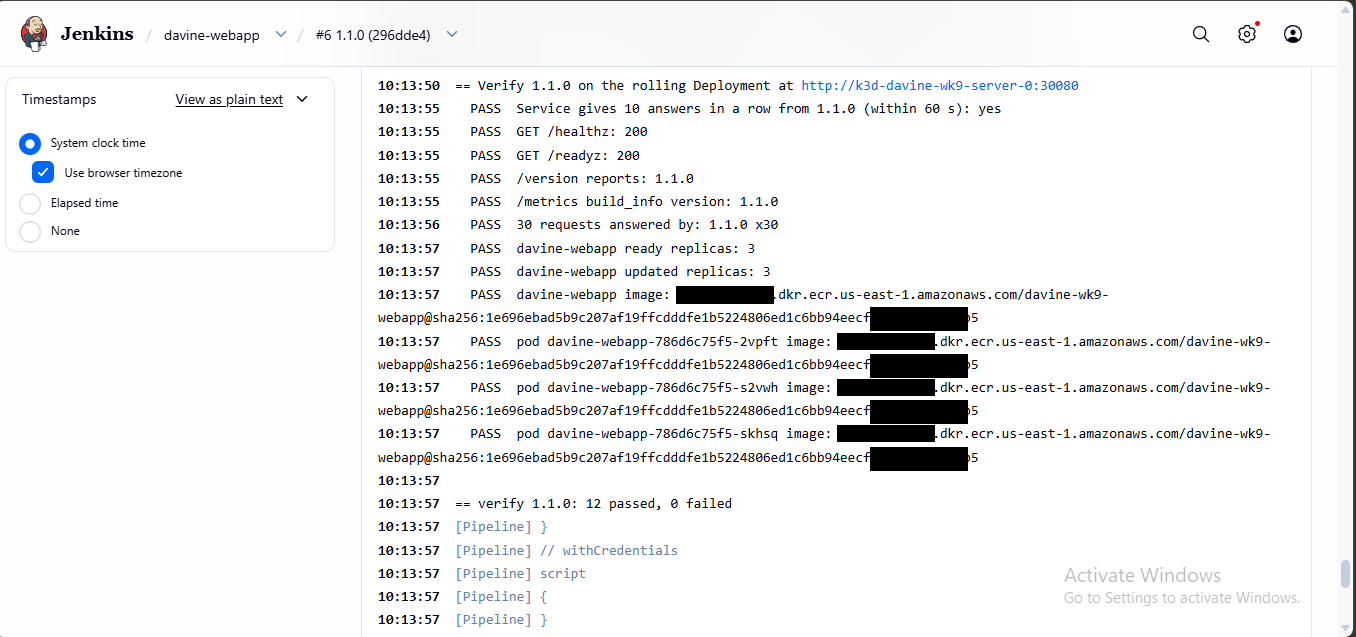 Jenkins / davine-webapp / #6 1.1.0 (296dde4)
Timestamps
View as plain text
System clock time
Use browser timezone
Elapsed time
None
10:13:50 == Verify 1.1.0 on the rolling Deployment at http://k3d-davine-wk9-server-0:30080
10:13:55 PASS Service gives 10 answers in a row from 1.1.0 (within 60 s): yes
10:13:55 PASS GET /healthz: 200
10:13:55 PASS GET /readyz: 200
10:13:55 PASS /version reports: 1.1.0
10:13:55 PASS /metrics build_info version: 1.1.0
10:13:56 PASS 30 requests answered by: 1.1.0 x30
10:13:57 PASS davine-webapp ready replicas: 3
10:13:57 PASS davine-webapp updated replicas: 3
10:13:57 PASS davine-webapp image: .dkr.ecr.us-east-1.amazonaws.com/davine-wk9-
webapp@sha256:1e696ebad5b9c207af19ffcdddfe1b5224806ed1c6bb94eecf 5
10:13:57 PASS pod davine-webapp-786d6c75f5-2vpft image: .dkr.ecr.us-east-1.amazonaws.com/davine-wk9-
webapp@sha256:1e696ebad5b9c207af19ffcdddfe1b5224806ed1c6bb94eecf 5
10:13:57 PASS pod davine-webapp-786d6c75f5-s2vwh image: .dkr.ecr.us-east-1.amazonaws.com/davine-wk9-
webapp@sha256:1e696ebad5b9c207af19ffcdddfe1b5224806ed1c6bb94eecf 5
10:13:57 PASS pod davine-webapp-786d6c75f5-skhsq image: .dkr.ecr.us-east-1.amazonaws.com/davine-wk9-
webapp@sha256:1e696ebad5b9c207af19ffcdddfe1b5224806ed1c6bb94eecf 5
10:13:57
10:13:57 == verify 1.1.0: 12 passed, 0 failed
10:13:57 [Pipeline] }
10:13:57 [Pipeline] // withCredentials
10:13:57 [Pipeline] script
10:13:57 [Pipeline] {
10:13:57 [Pipeline] }
Activate Windows
Go to Settings to activate Windows.